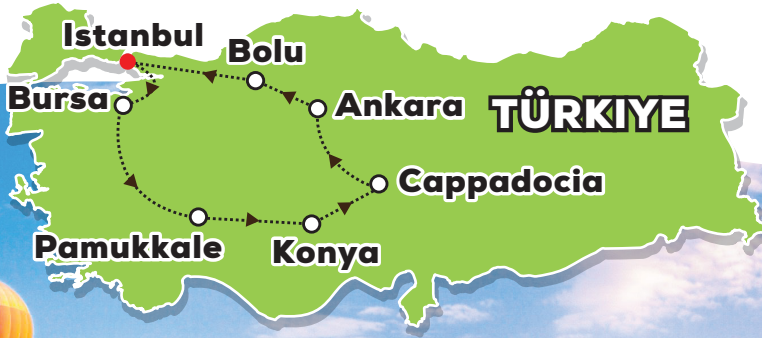 Istanbul
Bolu
Bursa
Ankara
TÜRKIYE
Cappadocia
Pamukkale
Konya